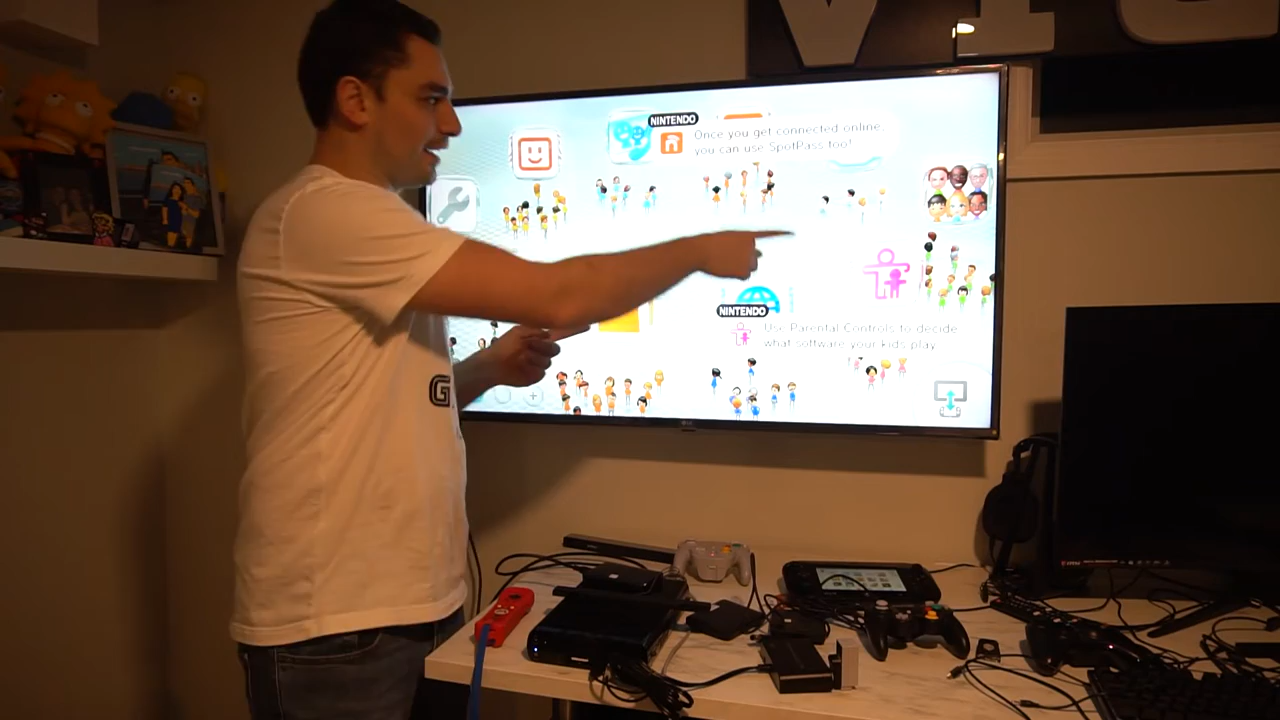 NINTENDO
Once you get connected online,
you can use SpotPass too!
NINTENDO
Use Parental Controls to decide
what software your kids play
G
LG